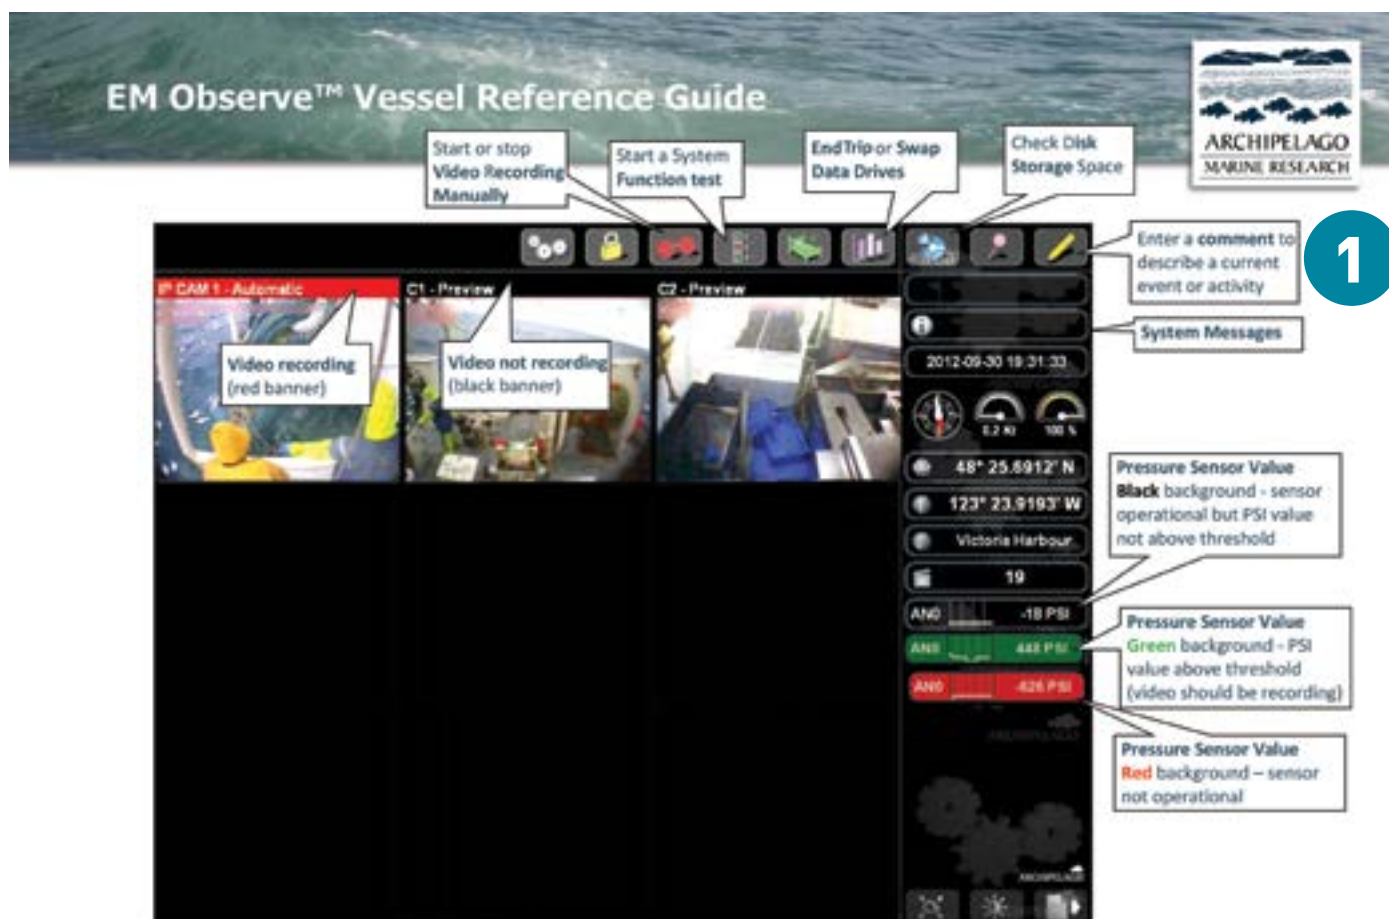 EM Observe™ Vessel Reference Guide
ARCHIPELAGO
MARINE RESEARCH
Start or stop
Video Recording
Manually
Start a System
Function test
EndTrip or Swap
Data Drives
Check Disk
Storage Space
Enter a comment to
describe a current
event or activity
1
System Messages
IP CAM 1 - Automatic
C1 - Preview
C2 - Preview
Video recording
(red banner)
Video not recording
(black banner)
2012-09-30 19:31:33
0.2 Kt
100 %
48° 25.6912' N
123° 23.9193' W
Victoria Harbour
19
AN0 -18 PSI
AN0 448 PSI
AN0 -626 PSI
Pressure Sensor Value
Black background - sensor
operational but PSI value
not above threshold
Pressure Sensor Value
Green background - PSI
value above threshold
(video should be recording)
Pressure Sensor Value
Red background – sensor
not operational
ARCHIPELAGO
ARCHIPELAGO